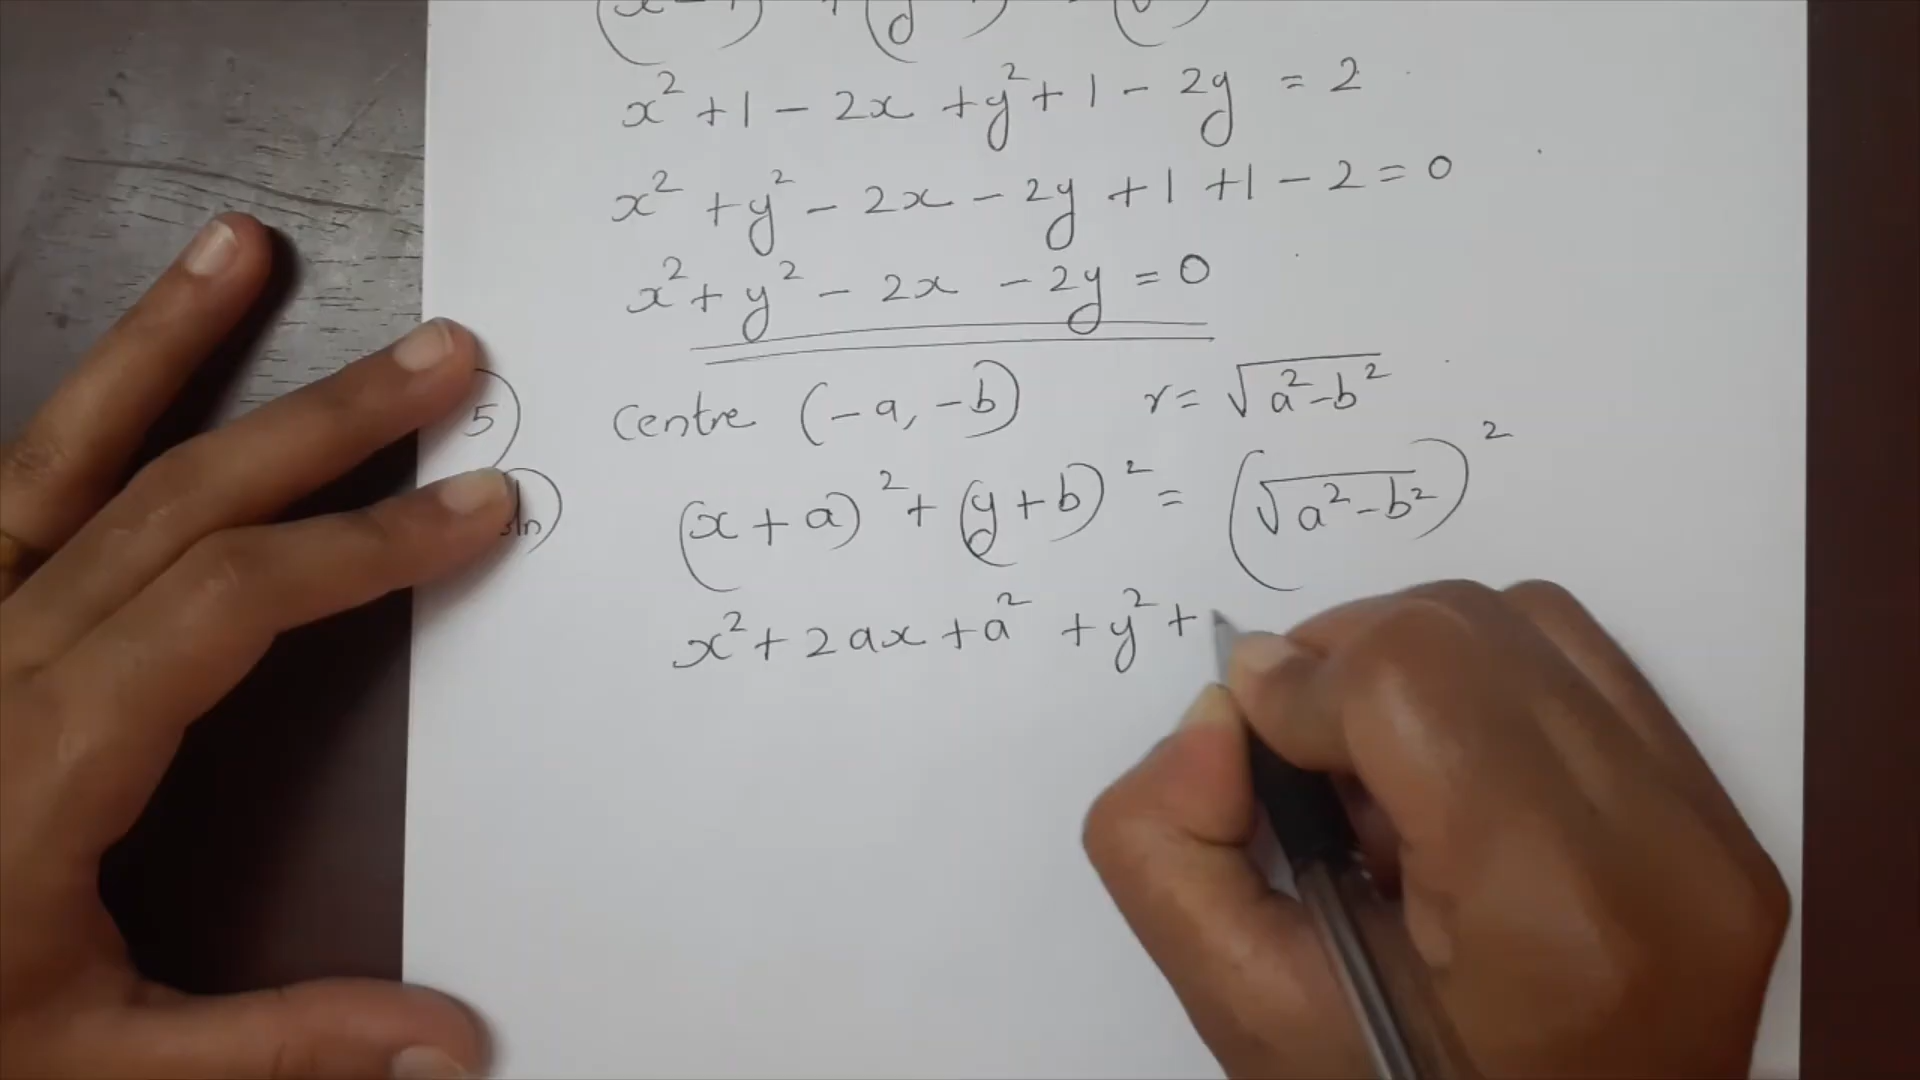 x² + 1 - 2x + y² + 1 - 2y = 2
x² + y² - 2x - 2y + 1 + 1 - 2 = 0
x² + y² - 2x - 2y = 0
5 Centre (-a, -b) r = √(a² - b²)
(x + a)² + (y + b)² = (√(a² - b²))²
x² + 2ax + a² + y² +